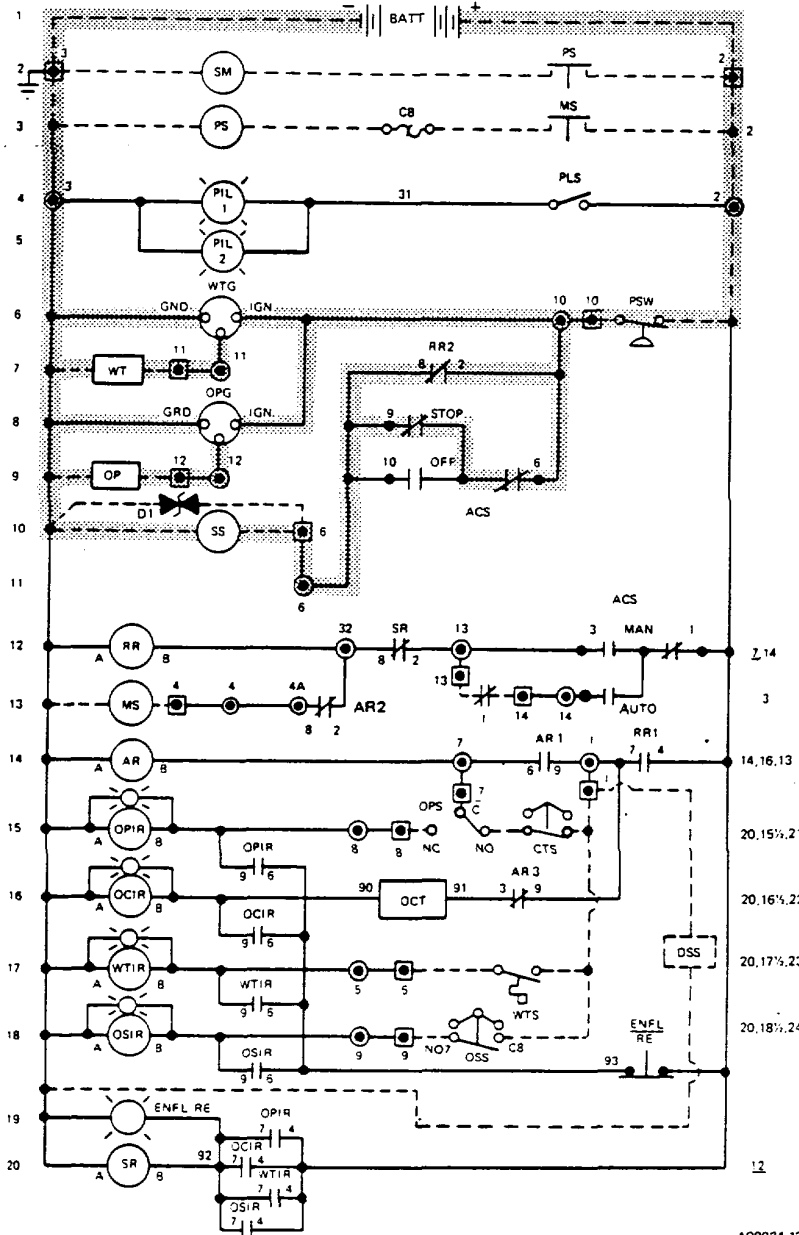 1 − BATT +
2 3 SM PS 2
3 PS CB MS 2
4 3 PIL 1 31 PLS 2
5 PIL 2
WTG
6 GND IGN 10 10 PSW
RR2
8 2
7 WT 11 11
OPG
8 GRD IGN 9 STOP
9 OP 12 12 10 OFF 6
ACS
D1
10 SS 6
11 6
ACS
12 A RR B 32 SR 8 2 13 3 MAN 1 7,14
13 MS 4 4 4A AR2 8 2 13 1 14 14 AUTO 3
14 A AR B 7 AR 1 6 9 1 RR1 7 4 14,16,13
1
7
15 A OPIR B 8 8 OPS NC C NO CTS 20,15½,21
OPIR
9 6
16 A OCIR B 90 OCT 91 AR 3 3 9 20,16½,22
OCIR
9 6
DSS
17 A WTIR B 5 5 WTS 20,17½,23
WTIR
9 6
18 A OSIR B 9 9 NO7 OSS C8 ENFL RE 20,18½,24
OSIR
9 6
93
19 ENFL RE OPIR
7 4
OCIR
20 A SR B 92 7 4 12
WTIR
7 4
OSIR
7 4